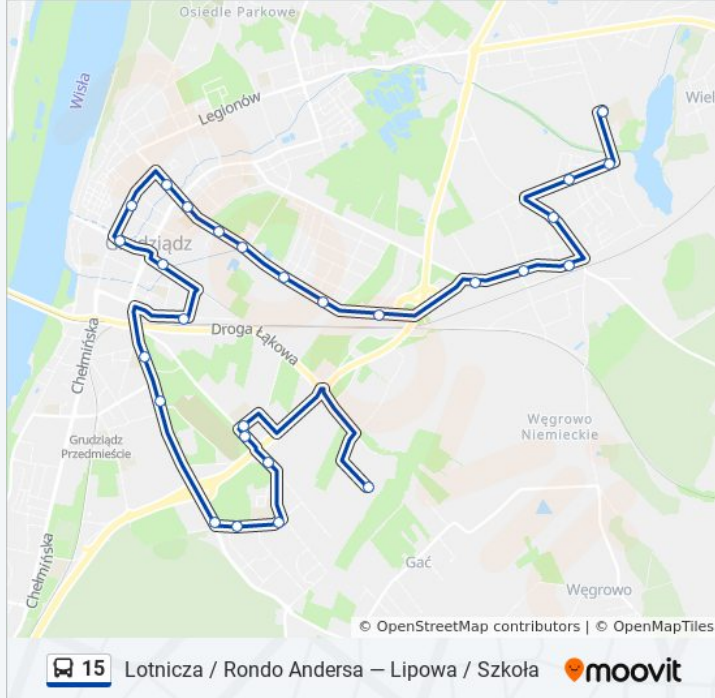 Osiedle Parkowe
Wisła
Legionów
Wiel
Grudziądz
Droga Łąkowa
Chełmińska
Grudziądz
Przedmieście
Węgrowo
Niemieckie
Chełmińska
Gać
Węgrowo
© OpenStreetMap contributors | © OpenMapTiles
15 Lotnicza / Rondo Andersa — Lipowa / Szkoła moovit